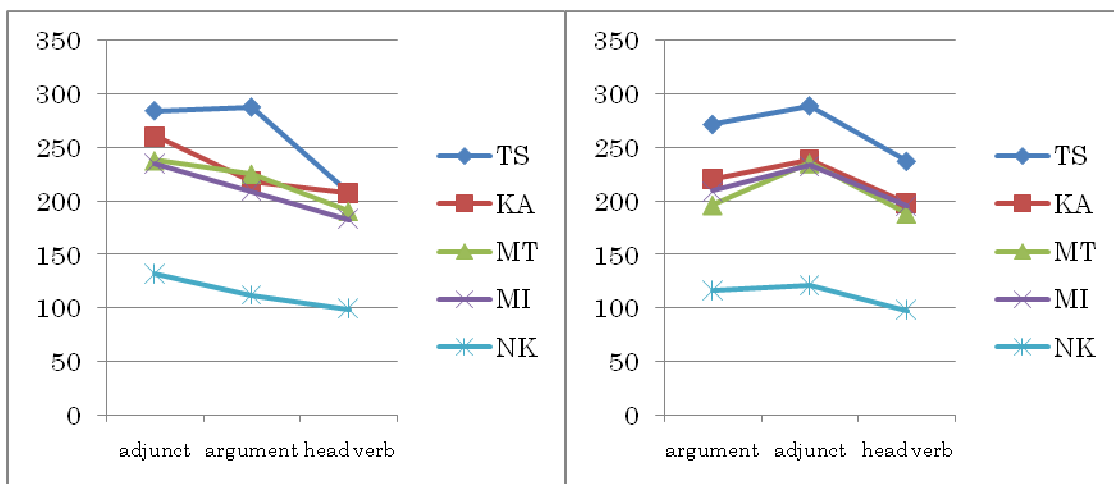 350
300
250
200
150
100
50
0
adjunct argument head verb
TS
KA
MT
MI
NK
350
300
250
200
150
100
50
0
argument adjunct head verb
TS
KA
MT
MI
NK